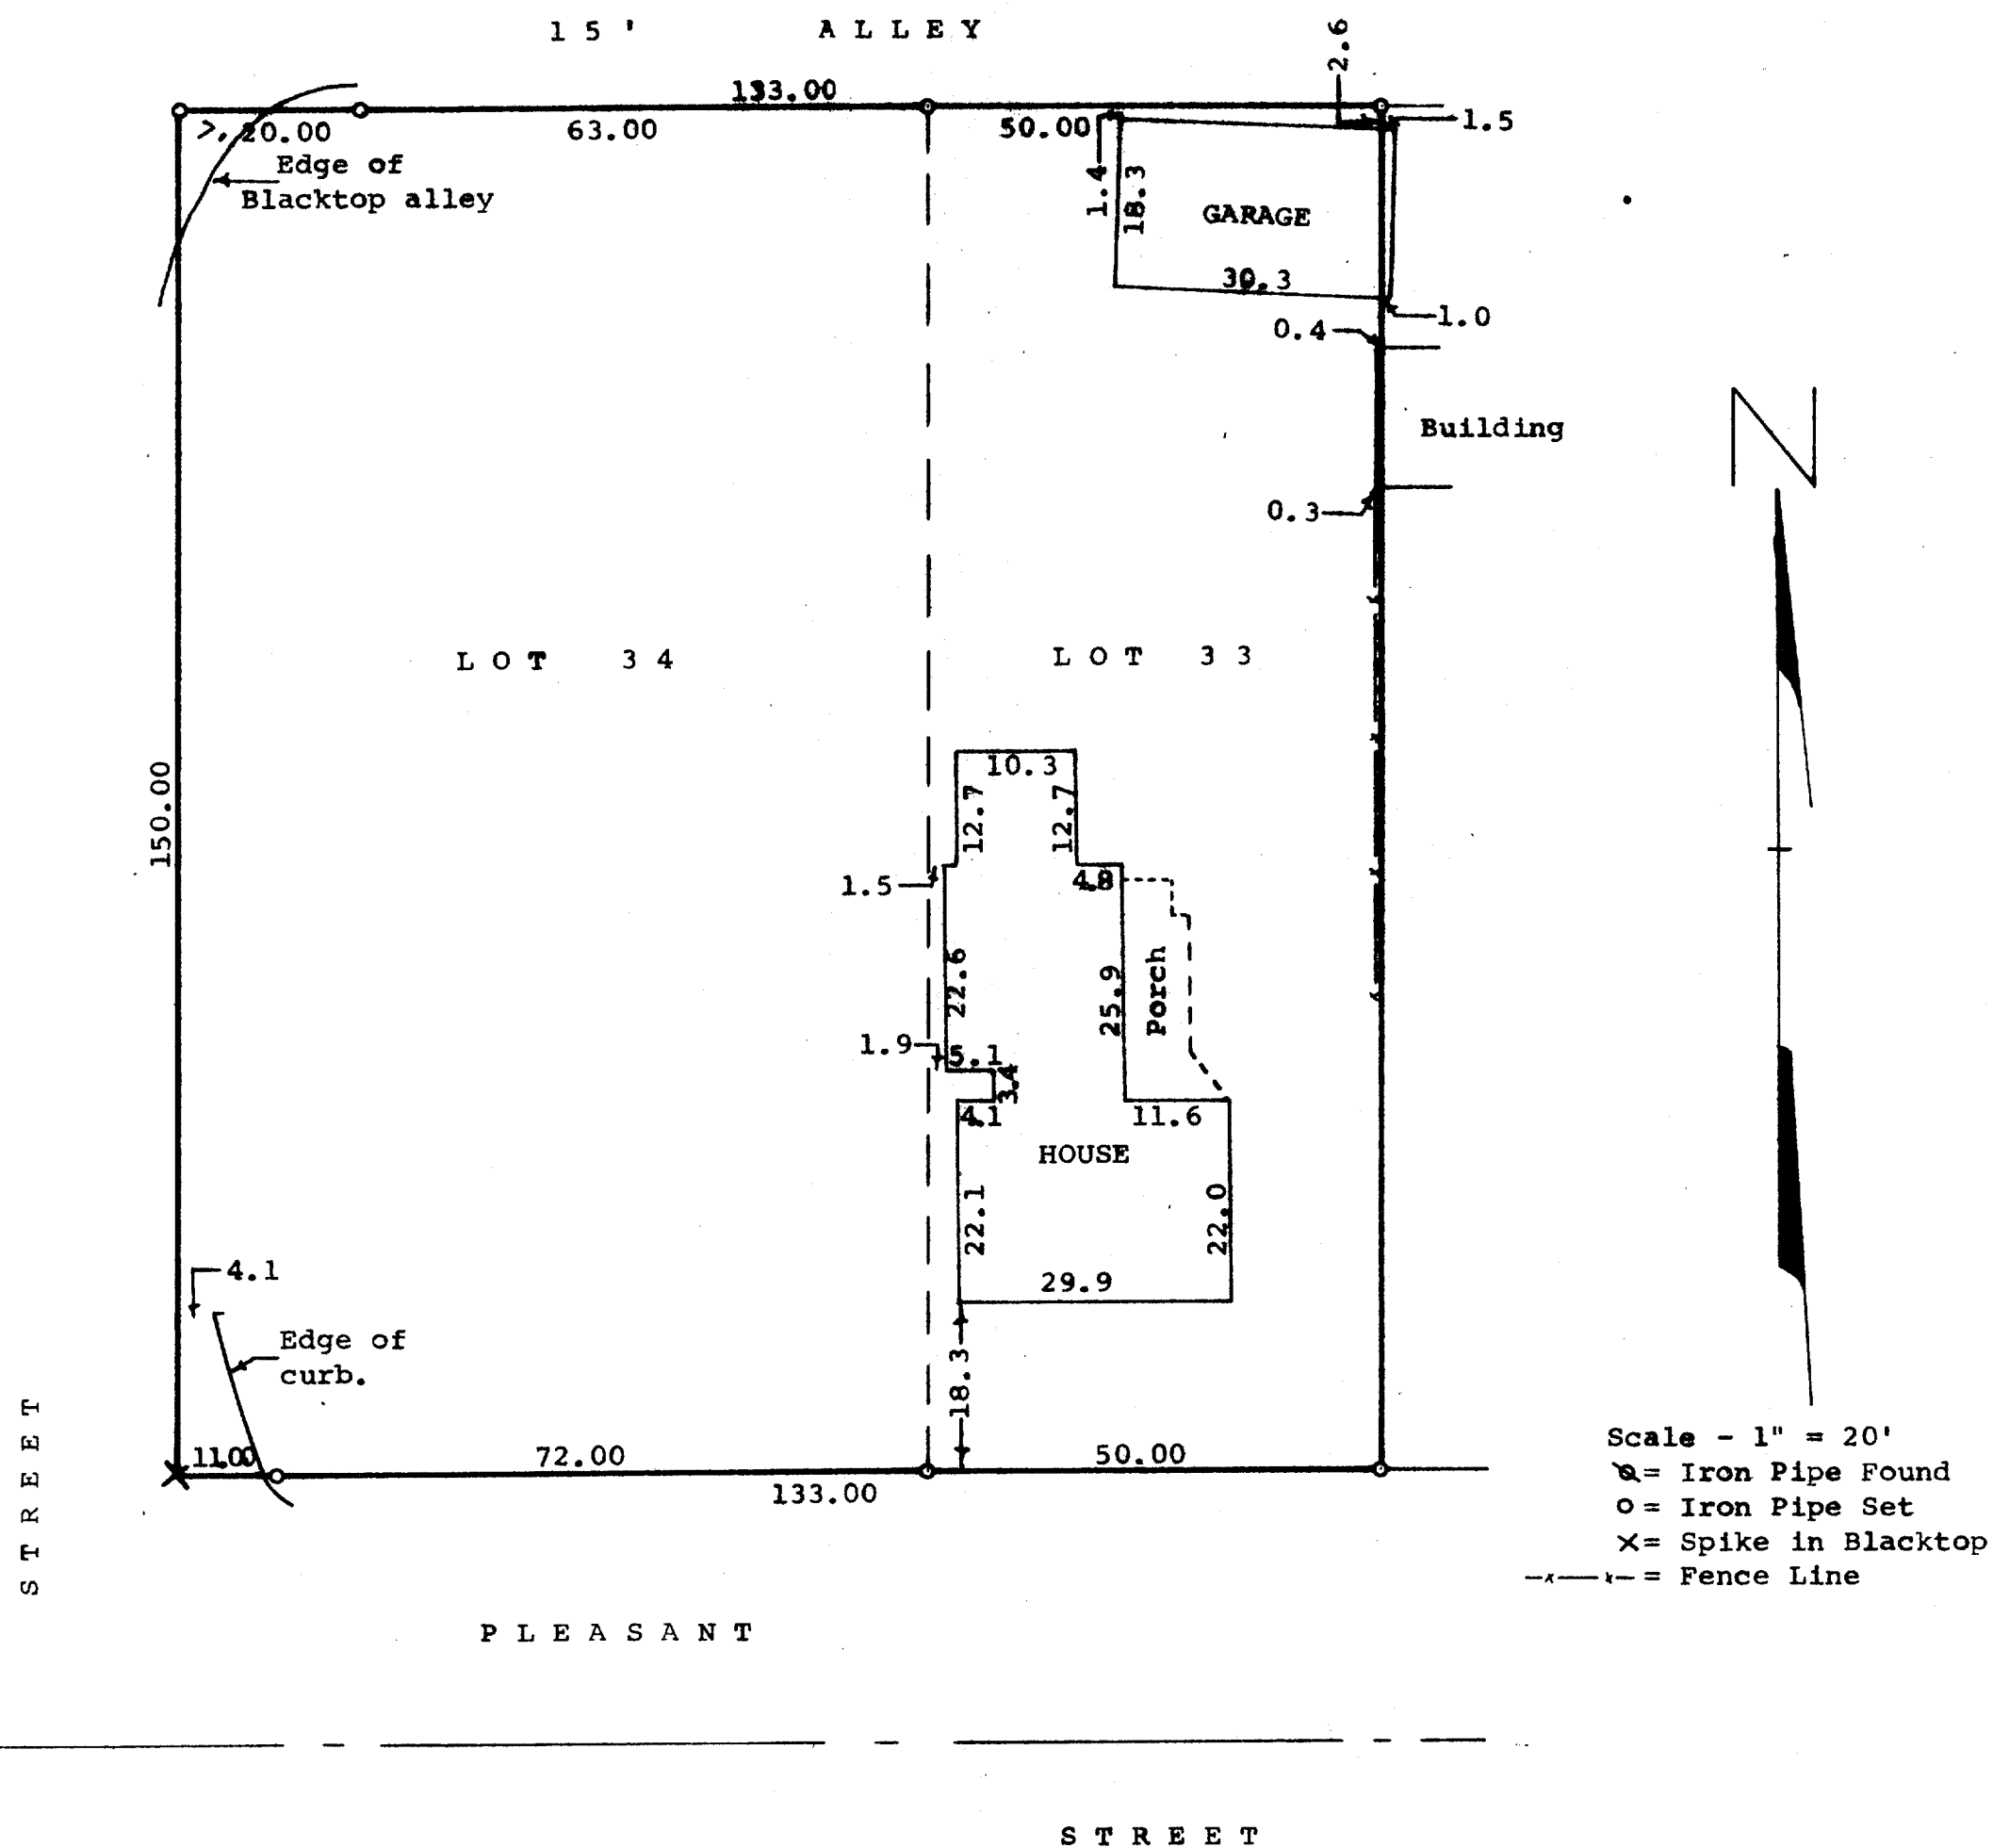 15' ALLEY
2.6
133.00
20.00
63.00
50.00
1.5
Edge of
Blacktop alley
1.4
18.3
GARAGE
30.3
1.0
0.4
Building
0.3
N
LOT 34
LOT 33
150.00
10.3
12.7
12.7
1.5
4.8
22.6
25.9
Porch
1.9
5.1
3.4
4.1
11.6
HOUSE
22.1
22.0
29.9
4.1
Edge of
curb.
18.3
11.00
72.00
50.00
133.00
STREET
Scale - 1" = 20'
= Iron Pipe Found
O= Iron Pipe Set
X= Spike in Blacktop
-x—x-= Fence Line
PLEASANT
STREET